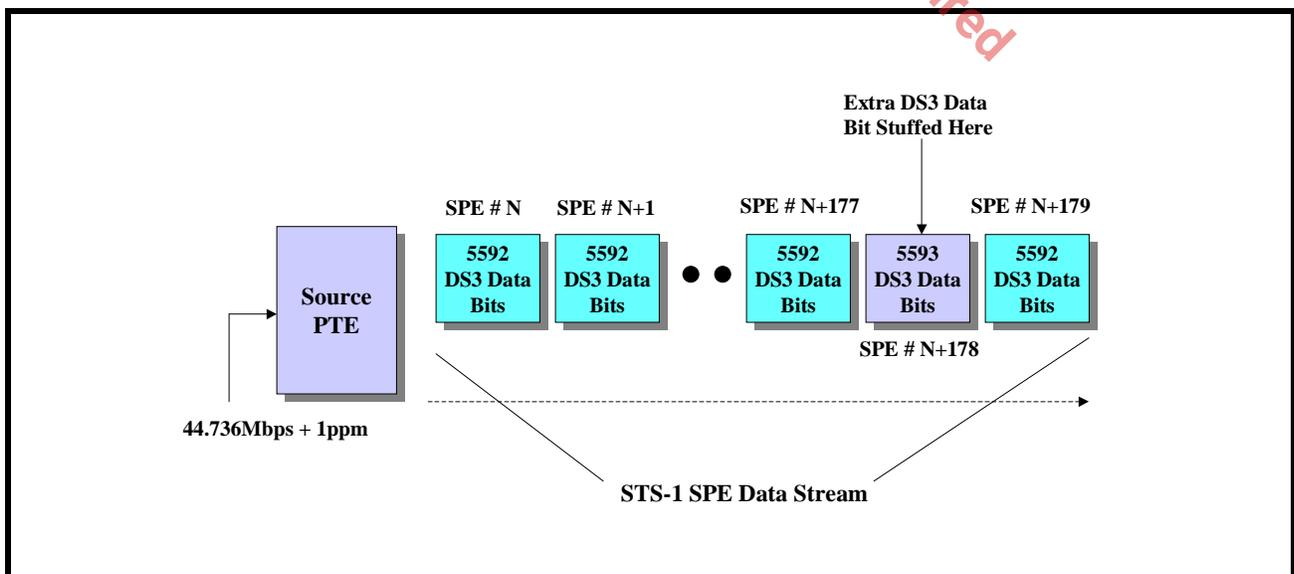 Extra DS3 Data
Bit Stuffed Here
SPE # N
SPE # N+1
SPE # N+177
SPE # N+179
Source
PTE
5592
DS3 Data
Bits
5592
DS3 Data
Bits
5592
DS3 Data
Bits
5593
DS3 Data
Bits
5592
DS3 Data
Bits
SPE # N+178
44.736Mbps + 1ppm
STS-1 SPE Data Stream